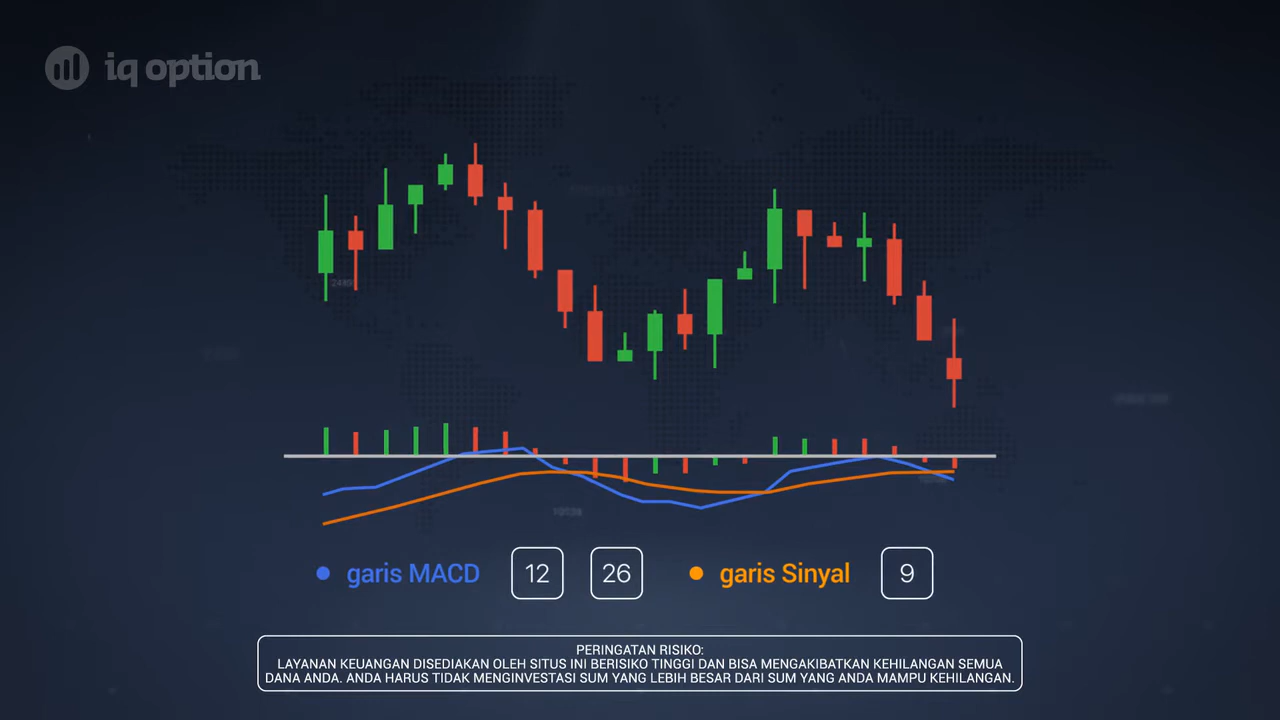 iq option
garis MACD 12 26 garis Sinyal 9
PERINGATAN RISIKO:
LAYANAN KEUANGAN DISEDIAKAN OLEH SITUS INI BERISIKO TINGGI DAN BISA MENGAKIBATKAN KEHILANGAN SEMUA
DANA ANDA. ANDA HARUS TIDAK MENGINVESTASI SUM YANG LEBIH BESAR DARI SUM YANG ANDA MAMPU KEHILANGAN.